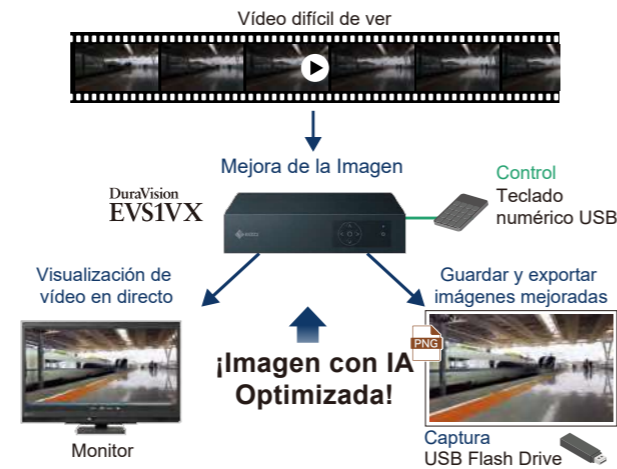 Vídeo difícil de ver
Mejora de la Imagen
DuraVision
EVS1VX
Control
Teclado
numérico USB
Visualización de
vídeo en directo
Guardar y exportar
imágenes mejoradas
PNG
¡Imagen con IA
Optimizada!
Monitor
Captura
USB Flash Drive